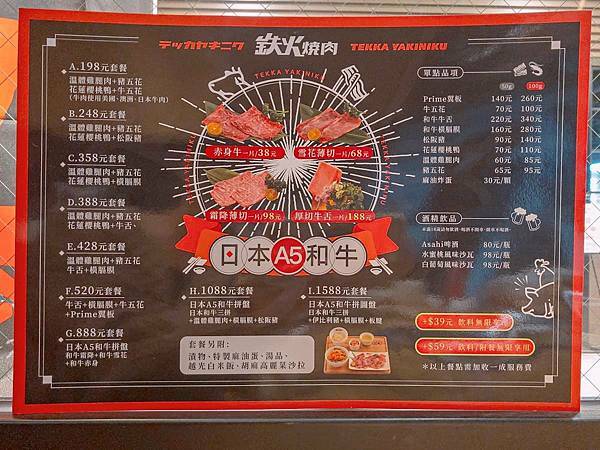 テッカヤキニク 鉄火焼肉 TEKKA YAKINIKU
A.198元套餐
溫體雞腿肉+豬五花
花蓮櫻桃鴨+牛五花
(牛肉使用美國、澳洲、日本牛肉)
B.248元套餐
溫體雞腿肉+豬五花
花蓮櫻桃鴨+松阪豬
C.358元套餐
溫體雞腿肉+豬五花
花蓮櫻桃鴨+橫膈膜
D.388元套餐
溫體雞腿肉+豬五花
花蓮櫻桃鴨+牛舌
E.428元套餐
溫體雞腿肉+豬五花
牛舌+橫膈膜
F.520元套餐
牛舌+橫膈膜+牛五花
+Prime翼板
G.888元套餐
日本A5和牛拼盤
和牛霜降+和牛雪花
+和牛赤身
TEKKA YAKINIKU
赤身牛一片/38元
雪花薄切一片/68元
霜降薄切一片/98元
厚切牛舌一片/188元
日本A5和牛
H.1088元套餐
日本A5和牛拼盤
日本和牛三拼
+溫體雞腿肉+橫膈膜+松阪豬
I.1588元套餐
日本A5和牛拼盤
日本和牛三拼
+伊比利豬+橫膈膜+板腱
套餐另附:
漬物、特製麻油蛋、湯品、
越光白米飯、胡麻高麗菜沙拉
單點品項
50g 100g
Prime翼板 140元 260元
牛五花 70元 100元
和牛牛舌 220元 340元
和牛橫膈膜 160元 280元
松阪豬 90元 140元
花蓮櫻桃鴨 70元 110元
溫體雞腿肉 60元 85元
豬五花 65元 95元
麻油炸蛋 30元/顆
酒精飲品
未滿18歲請勿飲酒,喝酒不開車,開車不喝酒
Asahi啤酒 80元/瓶
水蜜桃風味沙瓦 98元/瓶
白葡萄風味沙瓦 98元/瓶
+$39元 飲料無限享用
+$59元 飲料/附餐無限享用
*以上餐點需加收一成服務費